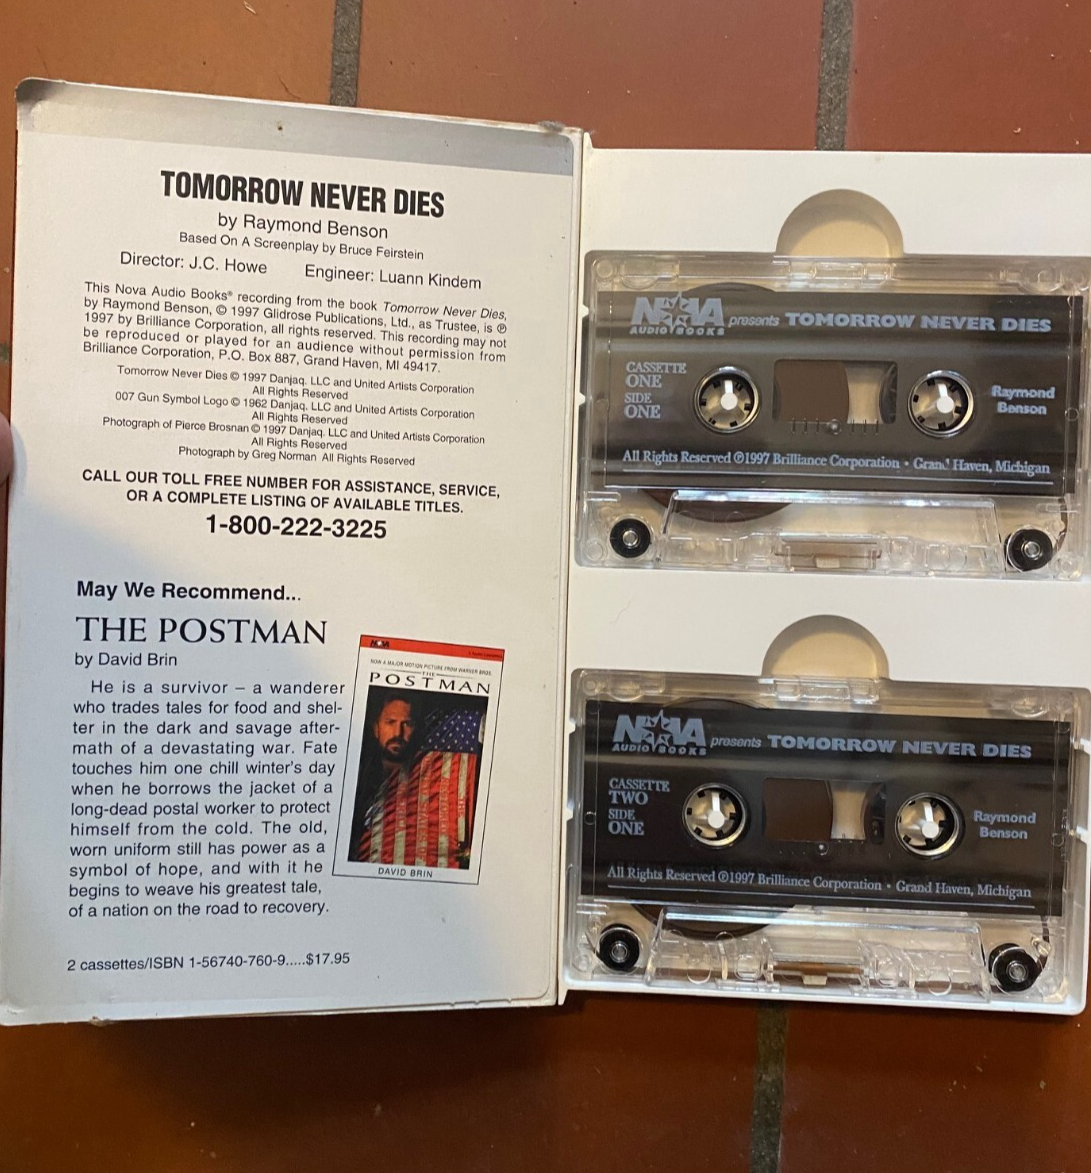 TOMORROW NEVER DIES
by Raymond Benson
Based On A Screenplay by Bruce Feirstein
Director: J.C. Howe Engineer: Luann Kindem
This Nova Audio Books® recording from the book Tomorrow Never Dies,
by Raymond Benson, © 1997 Glidrose Publications, Ltd., as Trustee, is ℗
1997 by Brilliance Corporation, all rights reserved. This recording may not
be reproduced or played for an audience without permission from
Brilliance Corporation, P.O. Box 887, Grand Haven, MI 49417.
Tomorrow Never Dies © 1997 Danjaq. LLC and United Artists Corporation
All Rights Reserved
007 Gun Symbol Logo © 1962 Danjaq. LLC and United Artists Corporation
All Rights Reserved
Photograph of Pierce Brosnan © 1997 Danjaq. LLC and United Artists Corporation
All Rights Reserved
Photograph by Greg Norman All Rights Reserved
CALL OUR TOLL FREE NUMBER FOR ASSISTANCE, SERVICE,
OR A COMPLETE LISTING OF AVAILABLE TITLES.
1-800-222-3225
May We Recommend...
THE POSTMAN
by David Brin
He is a survivor – a wanderer
who trades tales for food and shel-
ter in the dark and savage after-
math of a devastating war. Fate
touches him one chill winter's day
when he borrows the jacket of a
long-dead postal worker to protect
himself from the cold. The old,
worn uniform still has power as a
symbol of hope, and with it he
begins to weave his greatest tale,
of a nation on the road to recovery.
2 cassettes/ISBN 1-56740-760-9.....$17.95
NOVA
NOW A MAJOR MOTION PICTURE FROM WARNER BROS.
THE
POSTMAN
DAVID BRIN
NOVA
AUDIO BOOKS
presents TOMORROW NEVER DIES
CASSETTE
ONE
SIDE
ONE
Raymond
Benson
All Rights Reserved ℗1997 Brilliance Corporation • Grand Haven, Michigan
NOVA
AUDIO BOOKS
presents TOMORROW NEVER DIES
CASSETTE
TWO
SIDE
ONE
Raymond
Benson
All Rights Reserved ℗1997 Brilliance Corporation • Grand Haven, Michigan